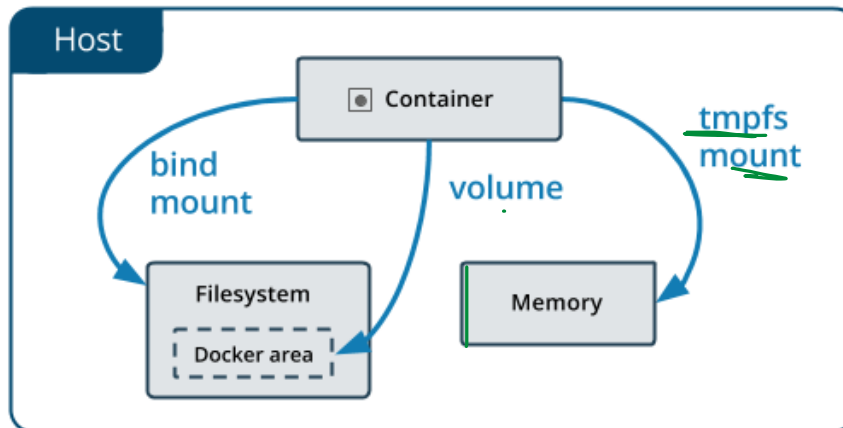 Host
Container
tmpfs
mount
bind
mount
volume
Filesystem
Memory
Docker area